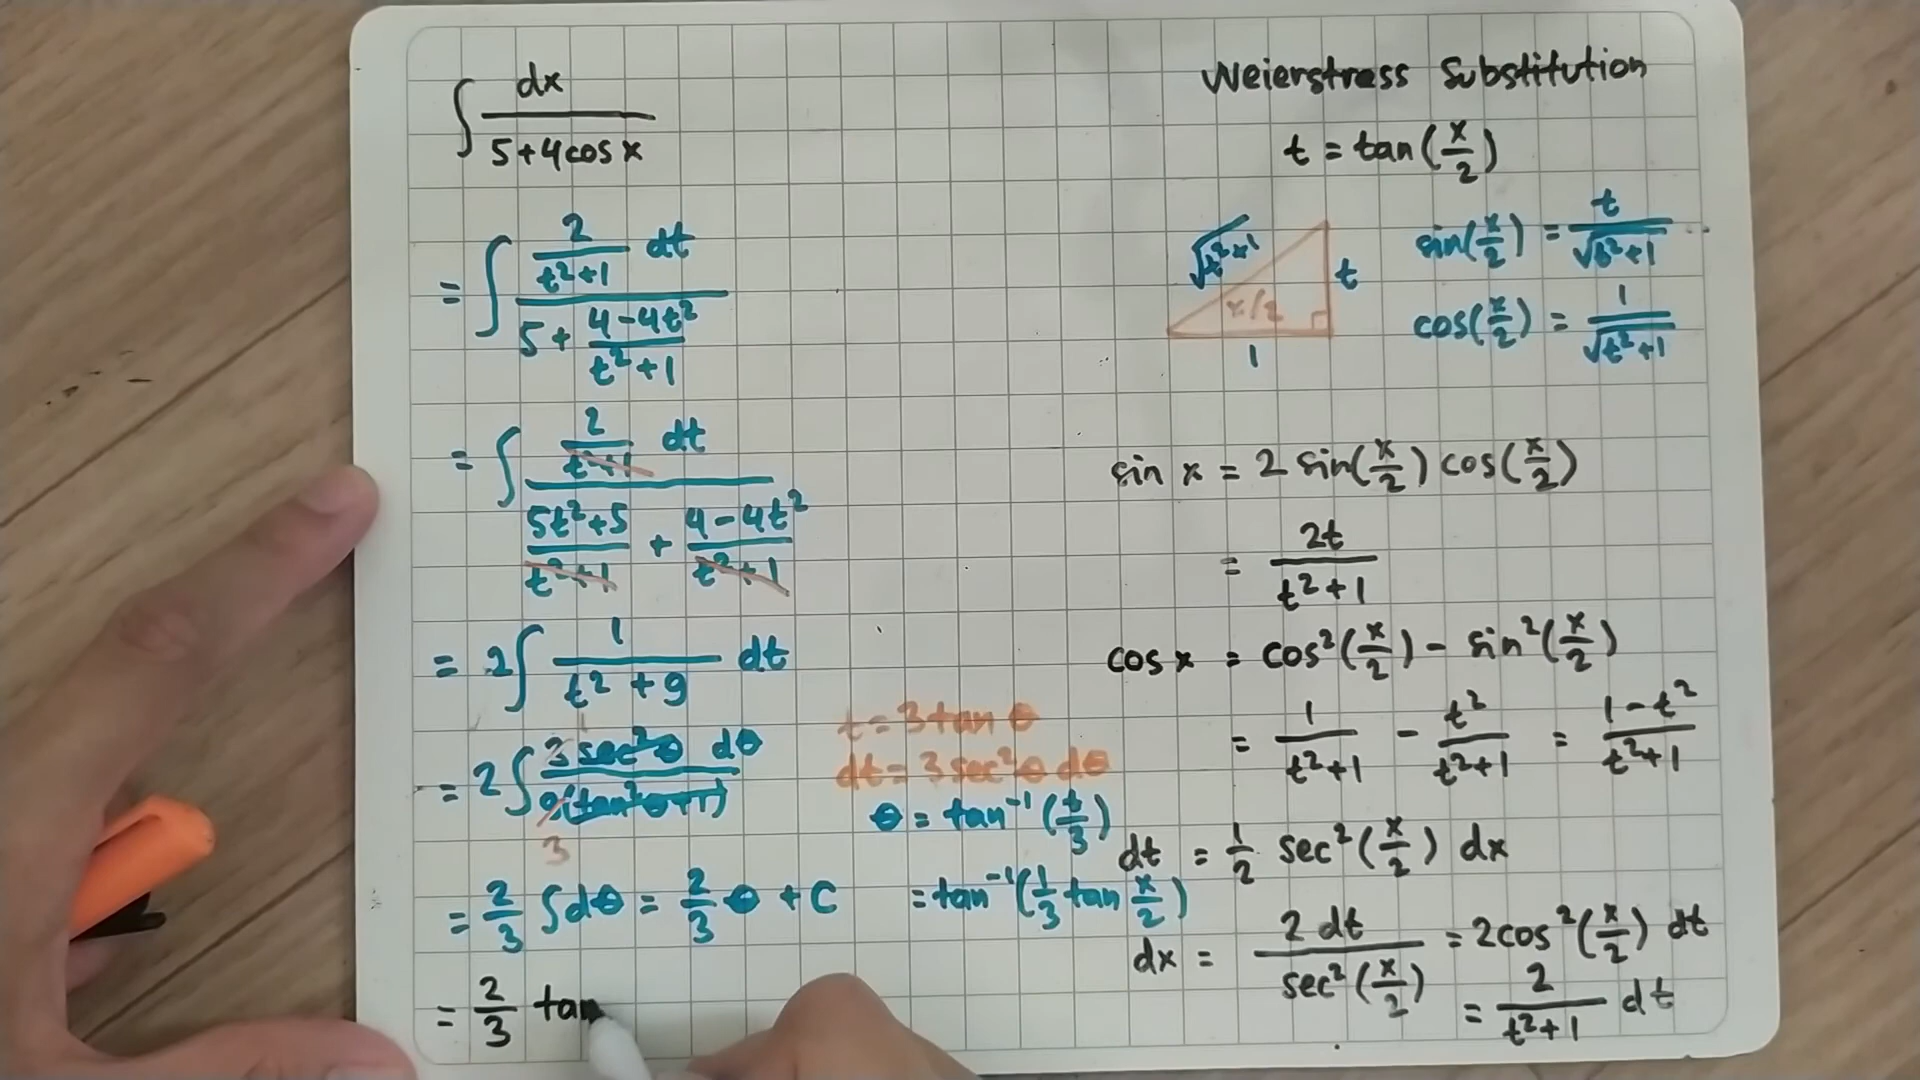 ∫ dx / (5+4cos x)
= ∫ (2/(t²+1) dt) / (5 + (4-4t²)/(t²+1))
= ∫ (2/(t²+1) dt) / ((5t²+5)/(t²+1) + (4-4t²)/(t²+1))
= 2∫ 1/(t²+9) dt
= 2∫ 3sec²θ dθ / 9(tan²θ+1)
1
3
= 2/3 ∫dθ = 2/3 θ + C
= 2/3 tan
t = 3tan θ
dt = 3sec²θ dθ
θ = tan⁻¹(t/3)
= tan⁻¹(1/3 tan x/2)
Weierstrass Substitution
t = tan(x/2)
√t²+1
x/2
t
1
sin(x/2) = t/√t²+1
cos(x/2) = 1/√t²+1
sin x = 2 sin(x/2) cos(x/2)
= 2t/(t²+1)
cos x = cos²(x/2) - sin²(x/2)
= 1/(t²+1) - t²/(t²+1) = (1-t²)/(t²+1)
dt = 1/2 sec²(x/2) dx
dx = 2 dt / sec²(x/2) = 2cos²(x/2) dt
= 2/(t²+1) dt